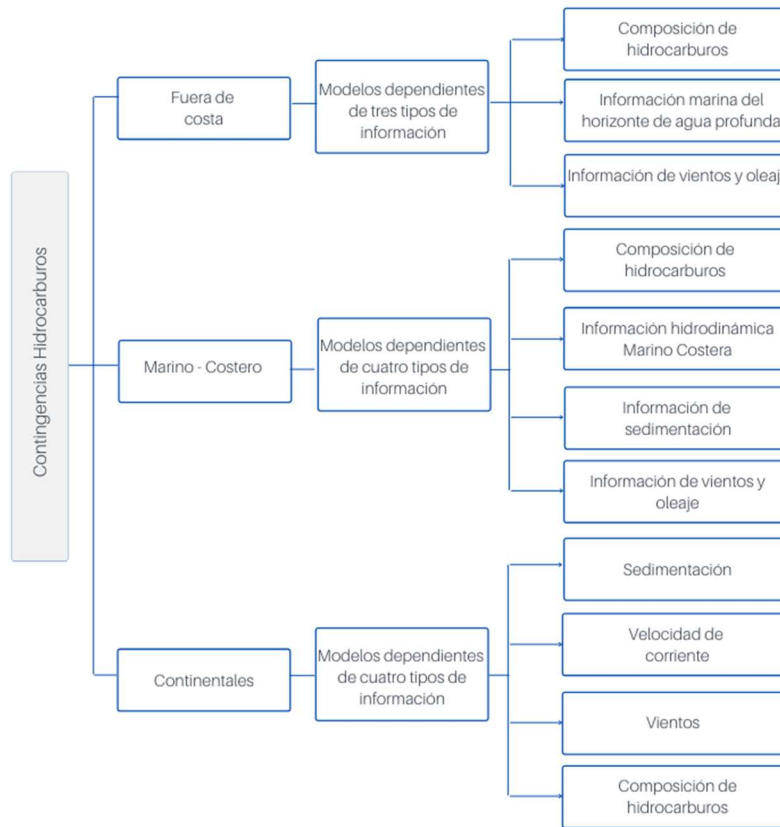 Contingencias Hidrocarburos
Fuera de
costa
Modelos dependientes
de tres tipos de
información
Composición de
hidrocarburos
Información marina del
horizonte de agua profunda
Información de vientos y oleaj
Marino - Costero
Modelos dependientes
de cuatro tipos de
información
Composición de
hidrocarburos
Información hidrodinámica
Marino Costera
Información de
sedimentación
Información de vientos y
oleaje
Continentales
Modelos dependientes
de cuatro tipos de
información
Sedimentación
Velocidad de
corriente
Vientos
Composición de
hidrocarburos